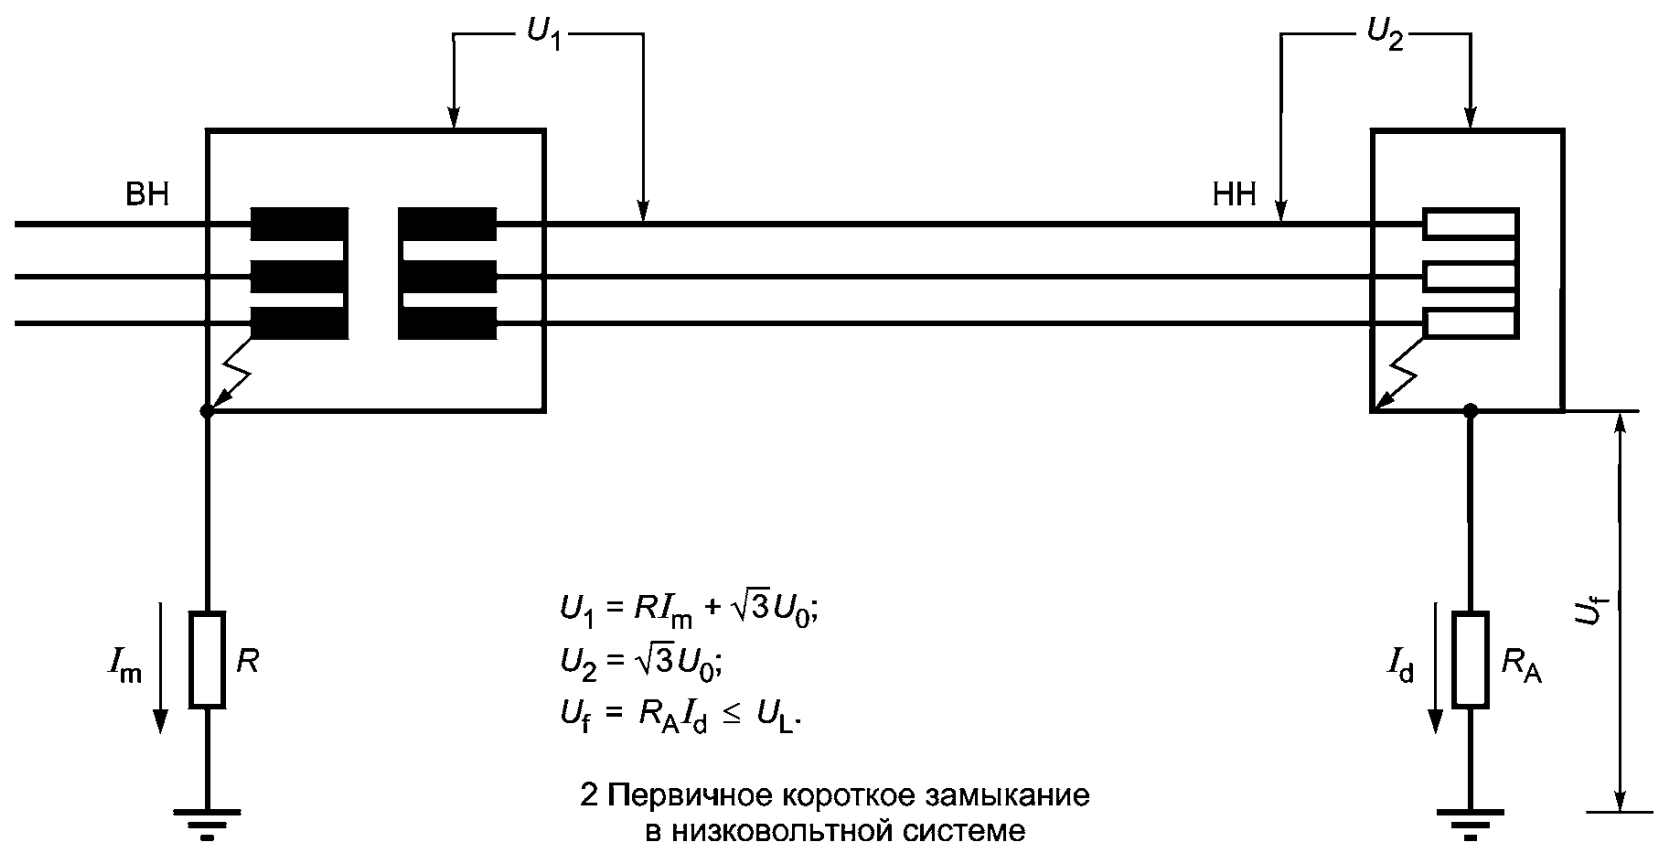 U1
U2
ВН
НН
U1 = RIm + √3U0;
U2 = √3U0;
Uf = RAId ≤ UL.
Im
R
Id
RA
Uf
2 Первичное короткое замыкание
в низковольтной системе